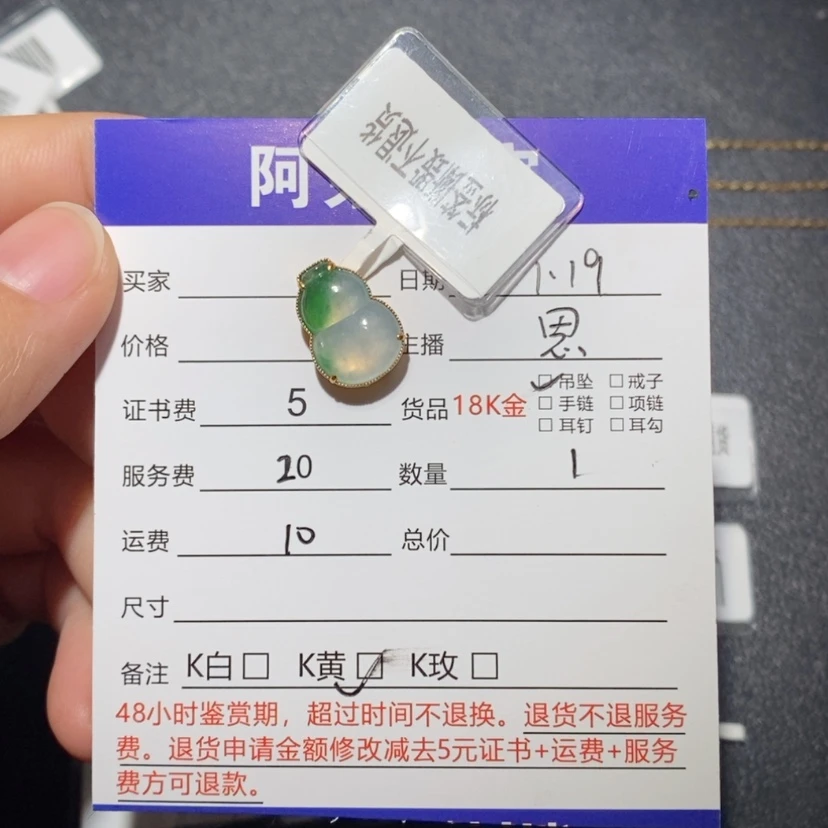 阿
买家
日期 1.19
价格
主播 恩
证书费 5
货品 18K金 ☑吊坠 □戒子
□手链 □项链
□耳钉 □耳勾
服务费 20
数量 1
运费 10
总价
尺寸
备注 K白□ K黄☑ K玫□
48小时鉴赏期，超过时间不退换。退货不退服务
费。退货申请金额修改减去5元证书+运费+服务
费方可退款。